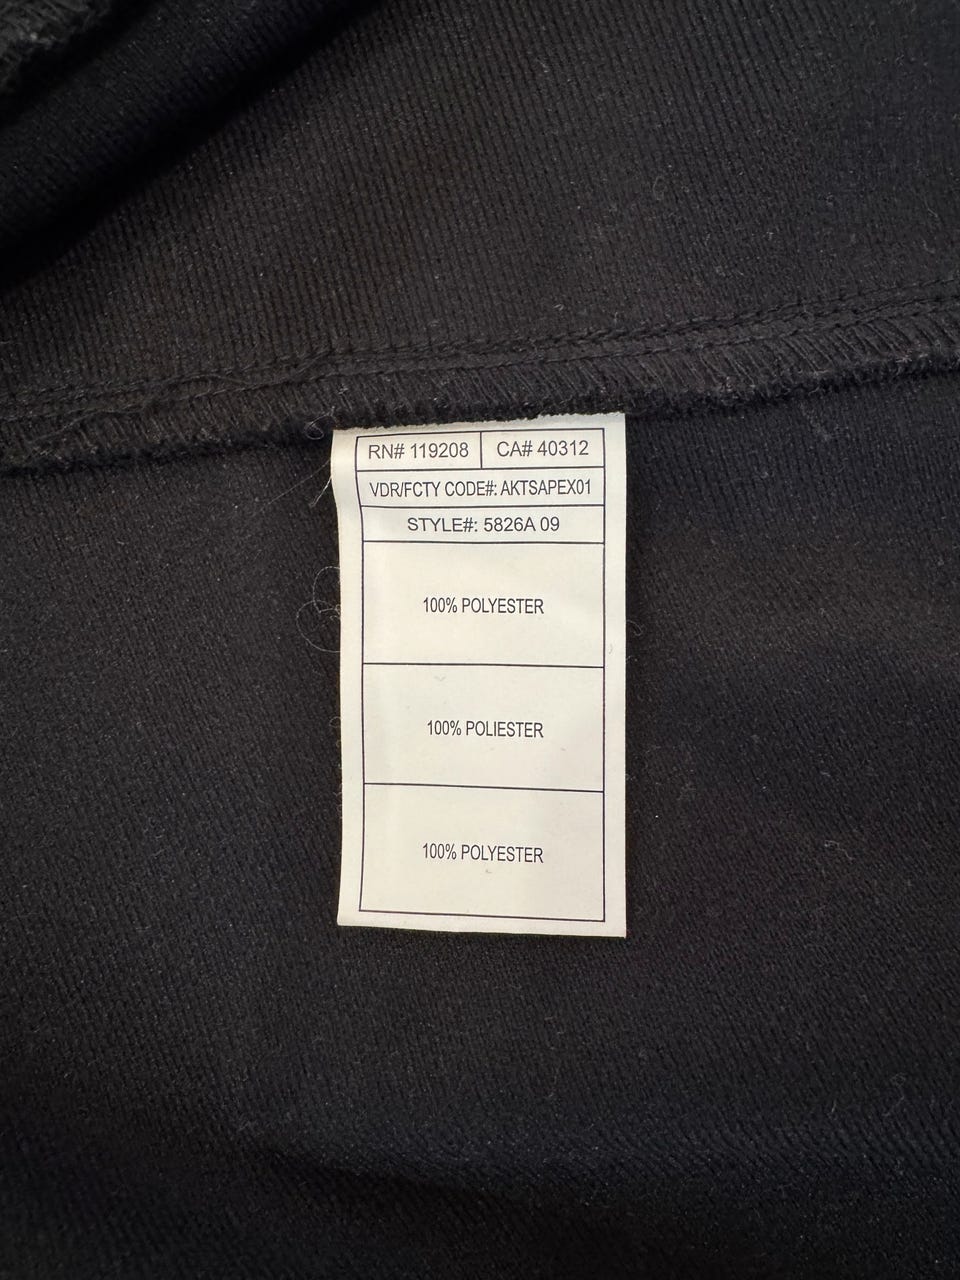 RN# 119208 CA# 40312
VDR/FCTY CODE#: AKTSAPEX01
STYLE#: 5826A 09
100% POLYESTER
100% POLIESTER
100% POLYESTER